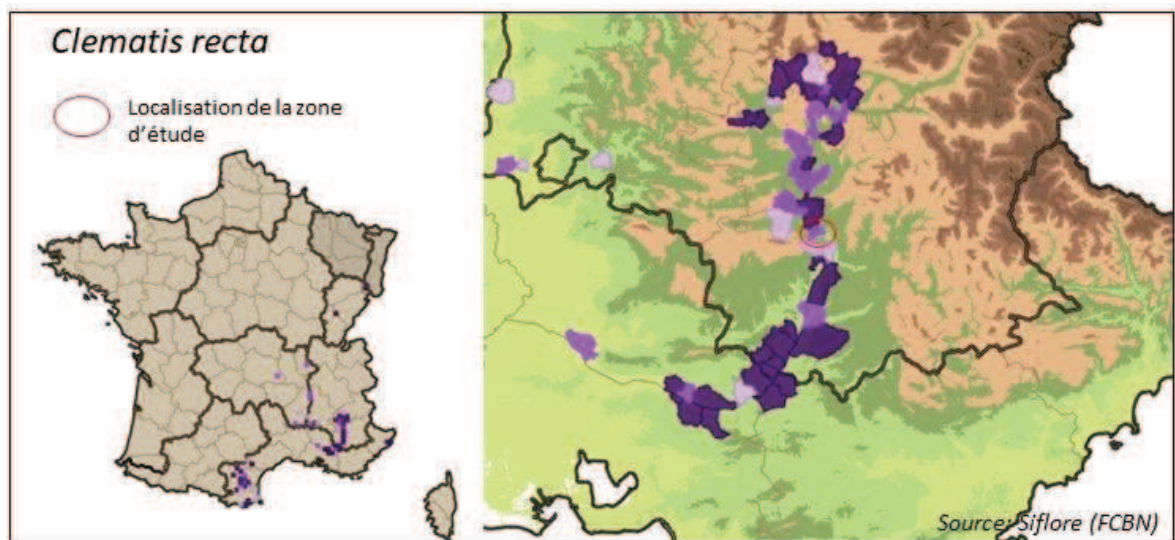 Clematis recta
Localisation de la zone
d'étude
Source: Siflore (FCBN)